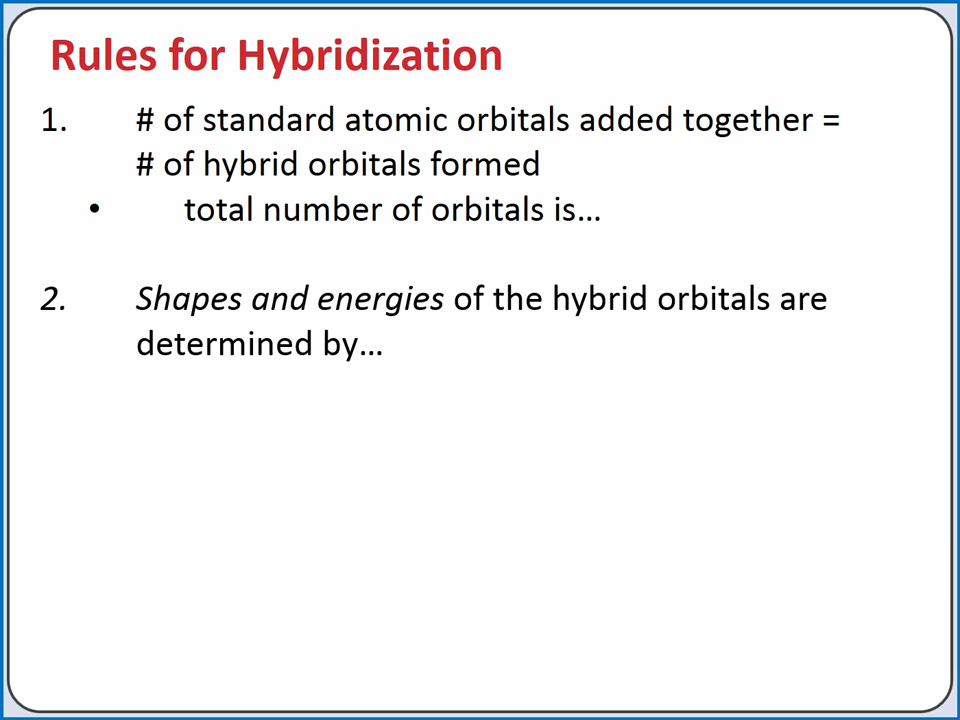 Rules for Hybridization
1. # of standard atomic orbitals added together =
# of hybrid orbitals formed
• total number of orbitals is…
2. Shapes and energies of the hybrid orbitals are
determined by…